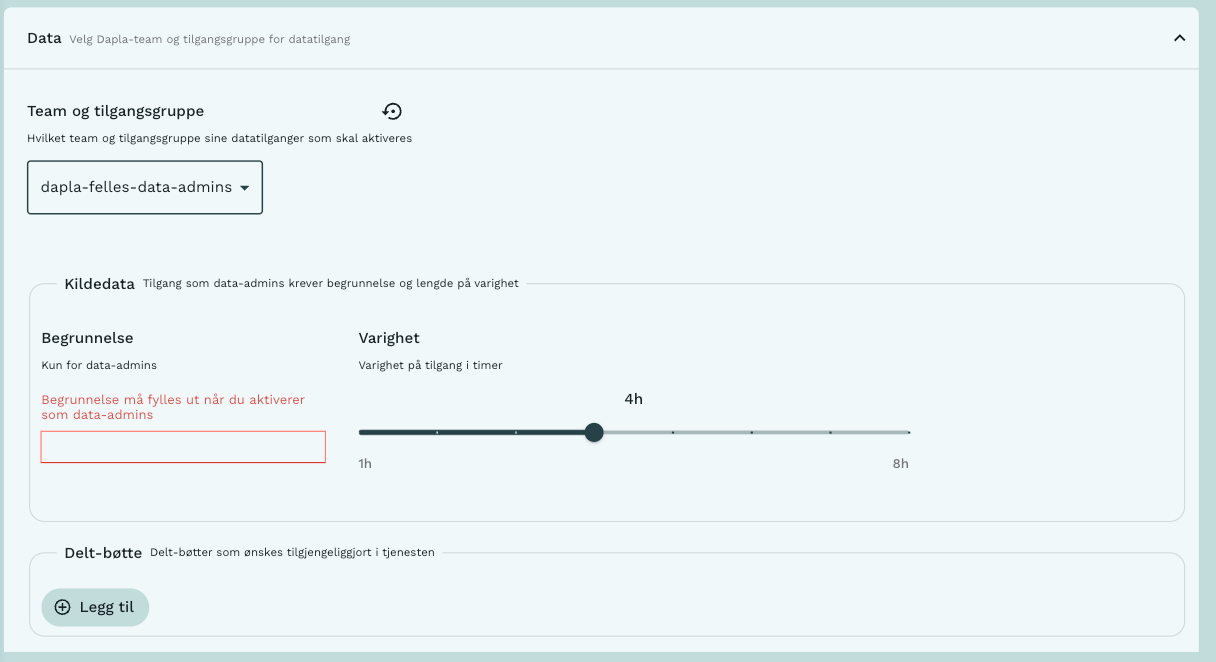 Data Velg Dapla-team og tilgangsgruppe for datatilgang
Team og tilgangsgruppe
Hvilket team og tilgangsgruppe sine datatilganger som skal aktiveres
dapla-felles-data-admins
Kildedata Tilgang som data-admins krever begrunnelse og lengde på varighet
Begrunnelse
Kun for data-admins
Begrunnelse må fylles ut når du aktiverer
som data-admins
Varighet
Varighet på tilgang i timer
4h
1h 8h
Delt-bøtte Delt-bøtter som ønskes tilgjengeliggjort i tjenesten
Legg til